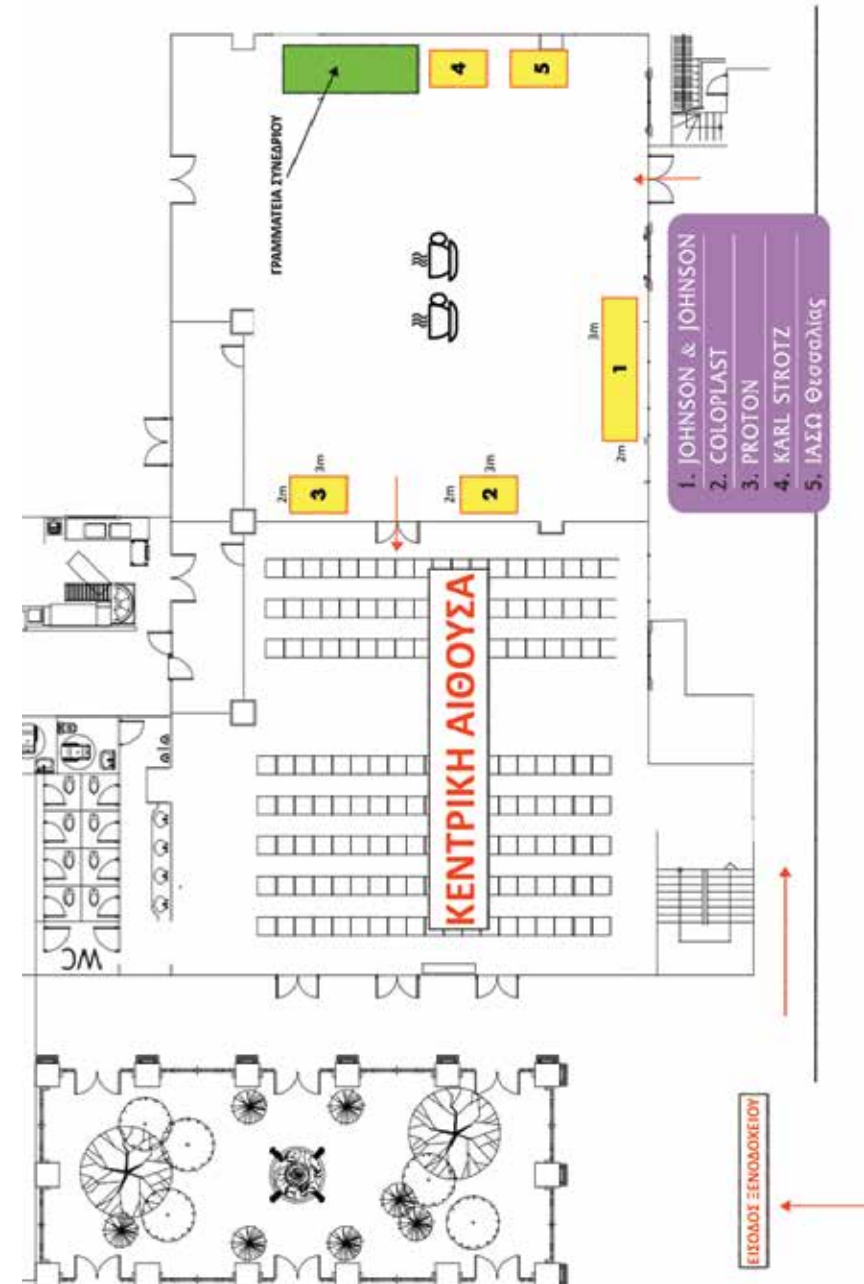 ΓΡΑΜΜΑΤΕΙΑ ΣΥΝΕΔΡΙΟΥ
4
5
3m
1
2m
2m
3m
3
2m
3m
2
1. JOHNSON & JOHNSON
2. COLOPLAST
3. PROTON
4. KARL STROTZ
5. ΙΑΣΩ Θεσσαλίας
ΚΕΝΤΡΙΚΗ ΑΙΘΟΥΣΑ
WC
ΕΙΣΟΔΟΣ ΞΕΝΟΔΟΧΕΙΟΥ